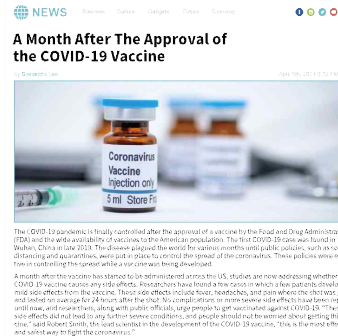 NEWS
A Month After The Approval of
the COVID-19 Vaccine
Coronavirus
Vaccine
Injection only
5 ml Store
The COVID-19 pandemic is finally controlled after the approval of a vaccine by the Food and Drug Administra
(FDA) and the wide availability of vaccines to the American population. The first COVID-19 case was found in
Wuhan, China in late 2019. The disease plagued the world for various months until public policies, such as so
distancing and quarantines, were put in place to control the spread of the coronavirus. These policies were e
tive in controlling the spread while a vaccine was being developed.
A month after the vaccine has started to be administered across the US, studies are now addressing whether
COVID-19 vaccine causes any side effects. Researchers have found a few cases in which a few patients develo
mild side effects from the vaccine. These side effects include fever, headaches, and pain where the shot was
and lasted on average for 24 hours after the shot. No complications or more severe side effects have been re
until now, and researchers, along with public officials, urge people to get vaccinated against COVID-19. "Thes
side effects did not lead to any further severe conditions, and people should not be worried about getting thi
cine," said Robert Smith, the lead scientist in the development of the COVID-19 vaccine, "this is the most effe
and safest way to fight the coronavirus."